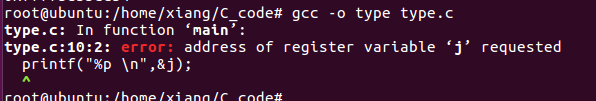 root@ubuntu:/home/xiang/C_code# gcc -o type type.c
type.c: In function ‘main’:
type.c:10:2: error: address of register variable ‘j’ requested
printf("%p \n",&j);
^
root@ubuntu:/home/xiang/C_code#